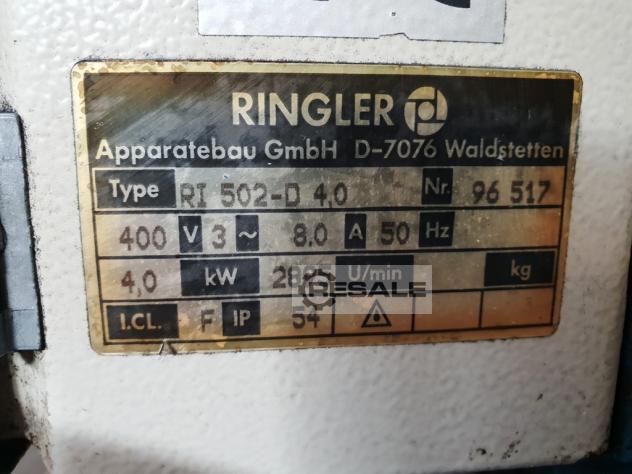 RINGLER
Apparatebau GmbH D-7076 Waldstetten
Type RI 502-D 4,0 Nr. 96 517
400 V 3 ~ 8.0 A 50 Hz
4,0 kW U/min kg
RESALE
I.CL. F IP 54